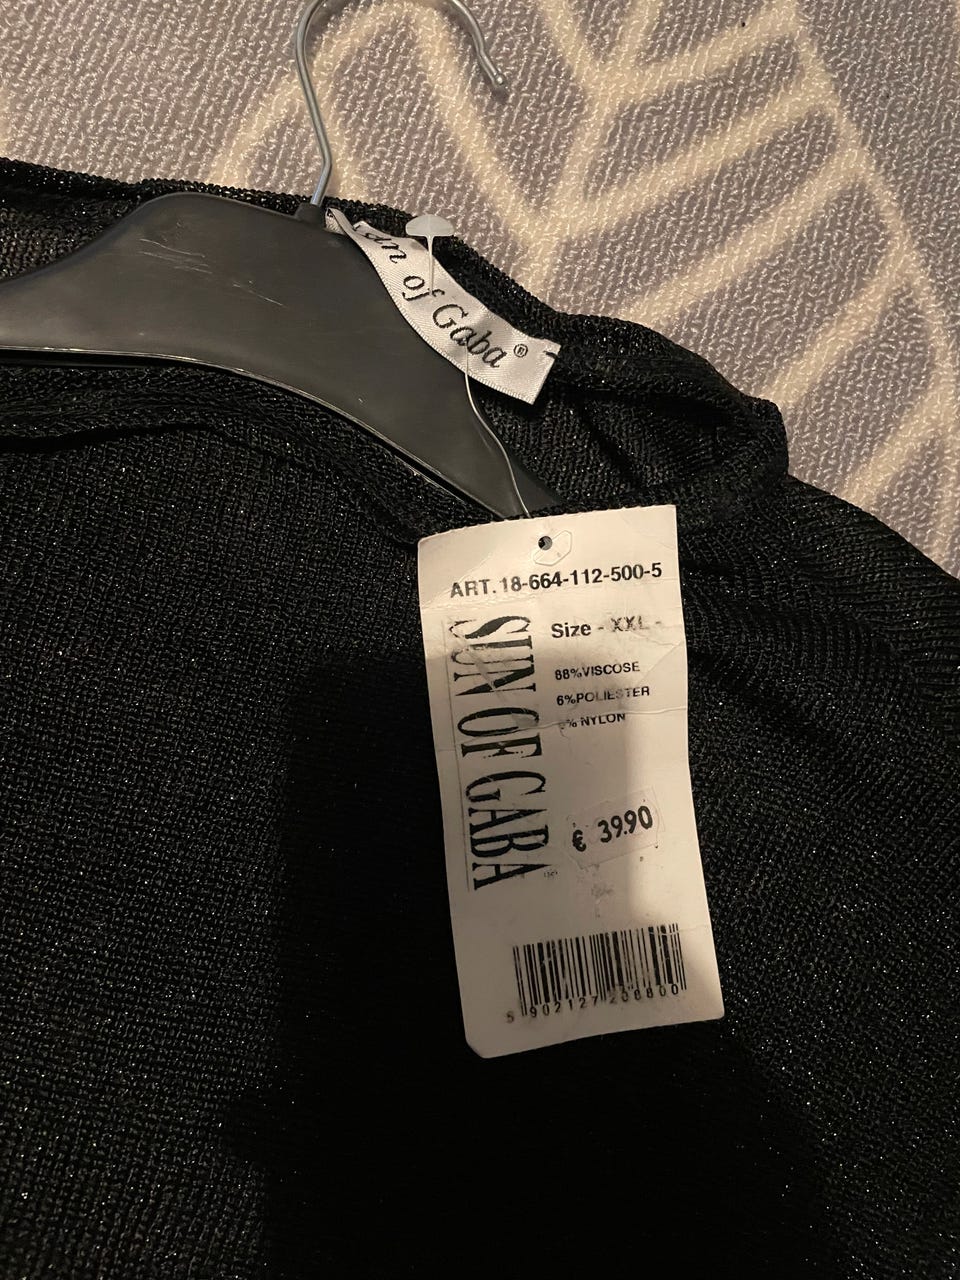 of Gaba®
ART. 18-664-112-500-5
SUN OF GABA
Size - XXL -
88%VISCOSE
6%POLIESTER
% NYLON
€ 39.90
5 902127 208800